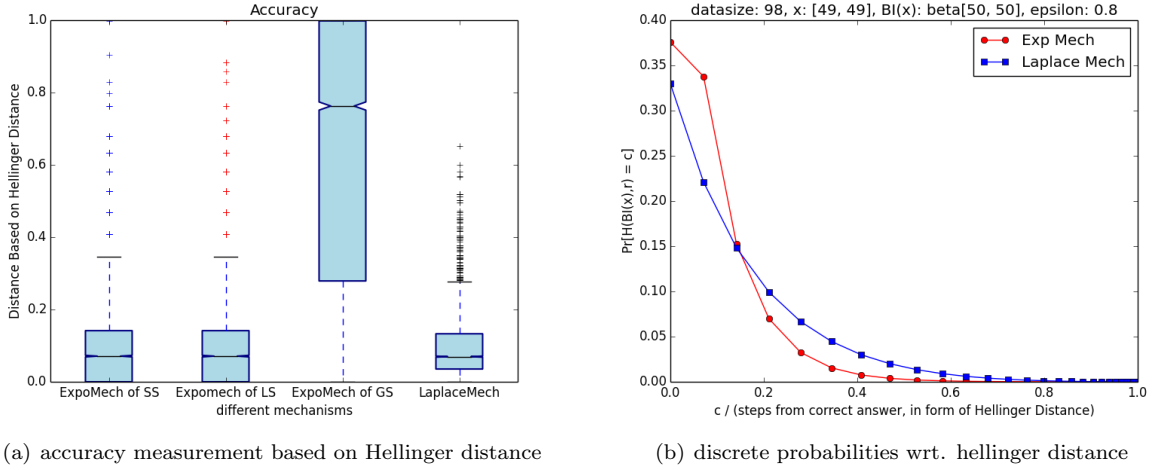 Accuracy
1.0
0.8
0.6
0.4
0.2
0.0
Distance Based on Hellinger Distance
ExpoMech of SS ExpoMech of LS ExpoMech of GS LaplaceMech
different mechanisms
(a) accuracy measurement based on Hellinger distance
datasize: 98, x: [49, 49], BI(x): beta[50, 50], epsilon: 0.8
0.40
0.35
0.30
0.25
0.20
0.15
0.10
0.05
0.00
Pr[H(BI(x),r) = c]
Exp Mech
Laplace Mech
0.0 0.2 0.4 0.6 0.8 1.0
c / (steps from correct answer, in form of Hellinger Distance)
(b) discrete probabilities wrt. hellinger distance